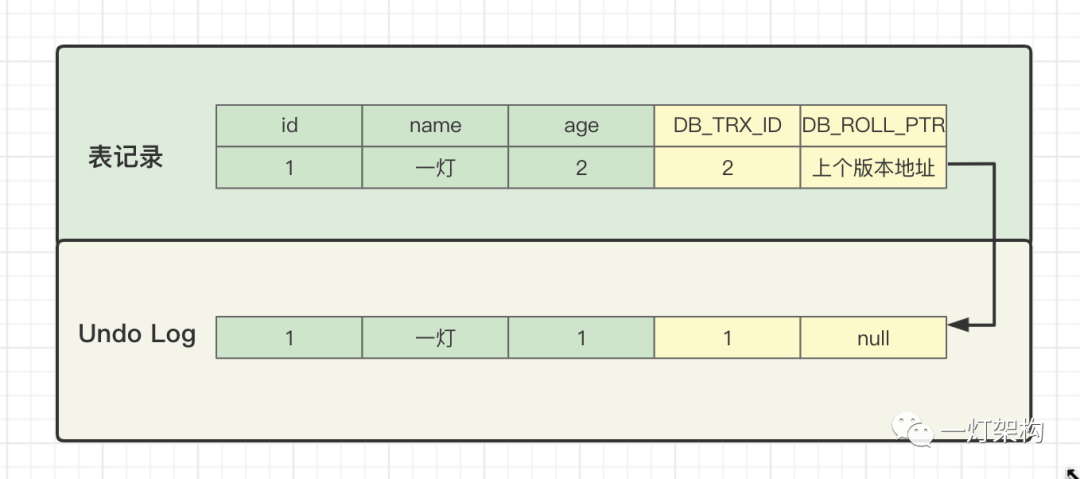 id name age DB_TRX_ID DB_ROLL_PTR
表记录
1 一灯 2 2 上个版本地址
Undo Log 1 一灯 1 1 null
一灯架构